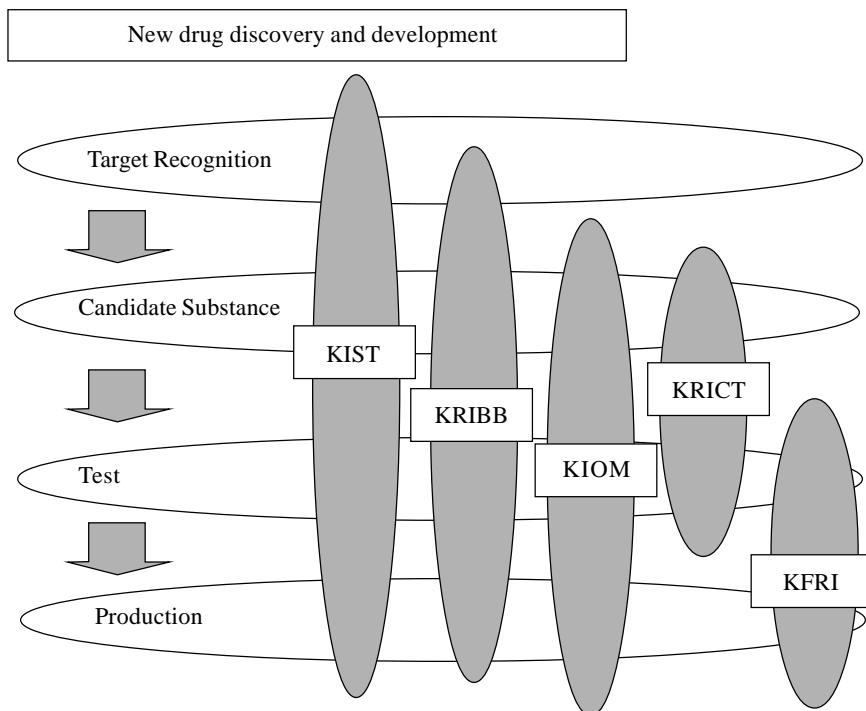 New drug discovery and development
Target Recognition
Candidate Substance
KIST
KRICT
KRIBB
KIOM
Test
KFRI
Production